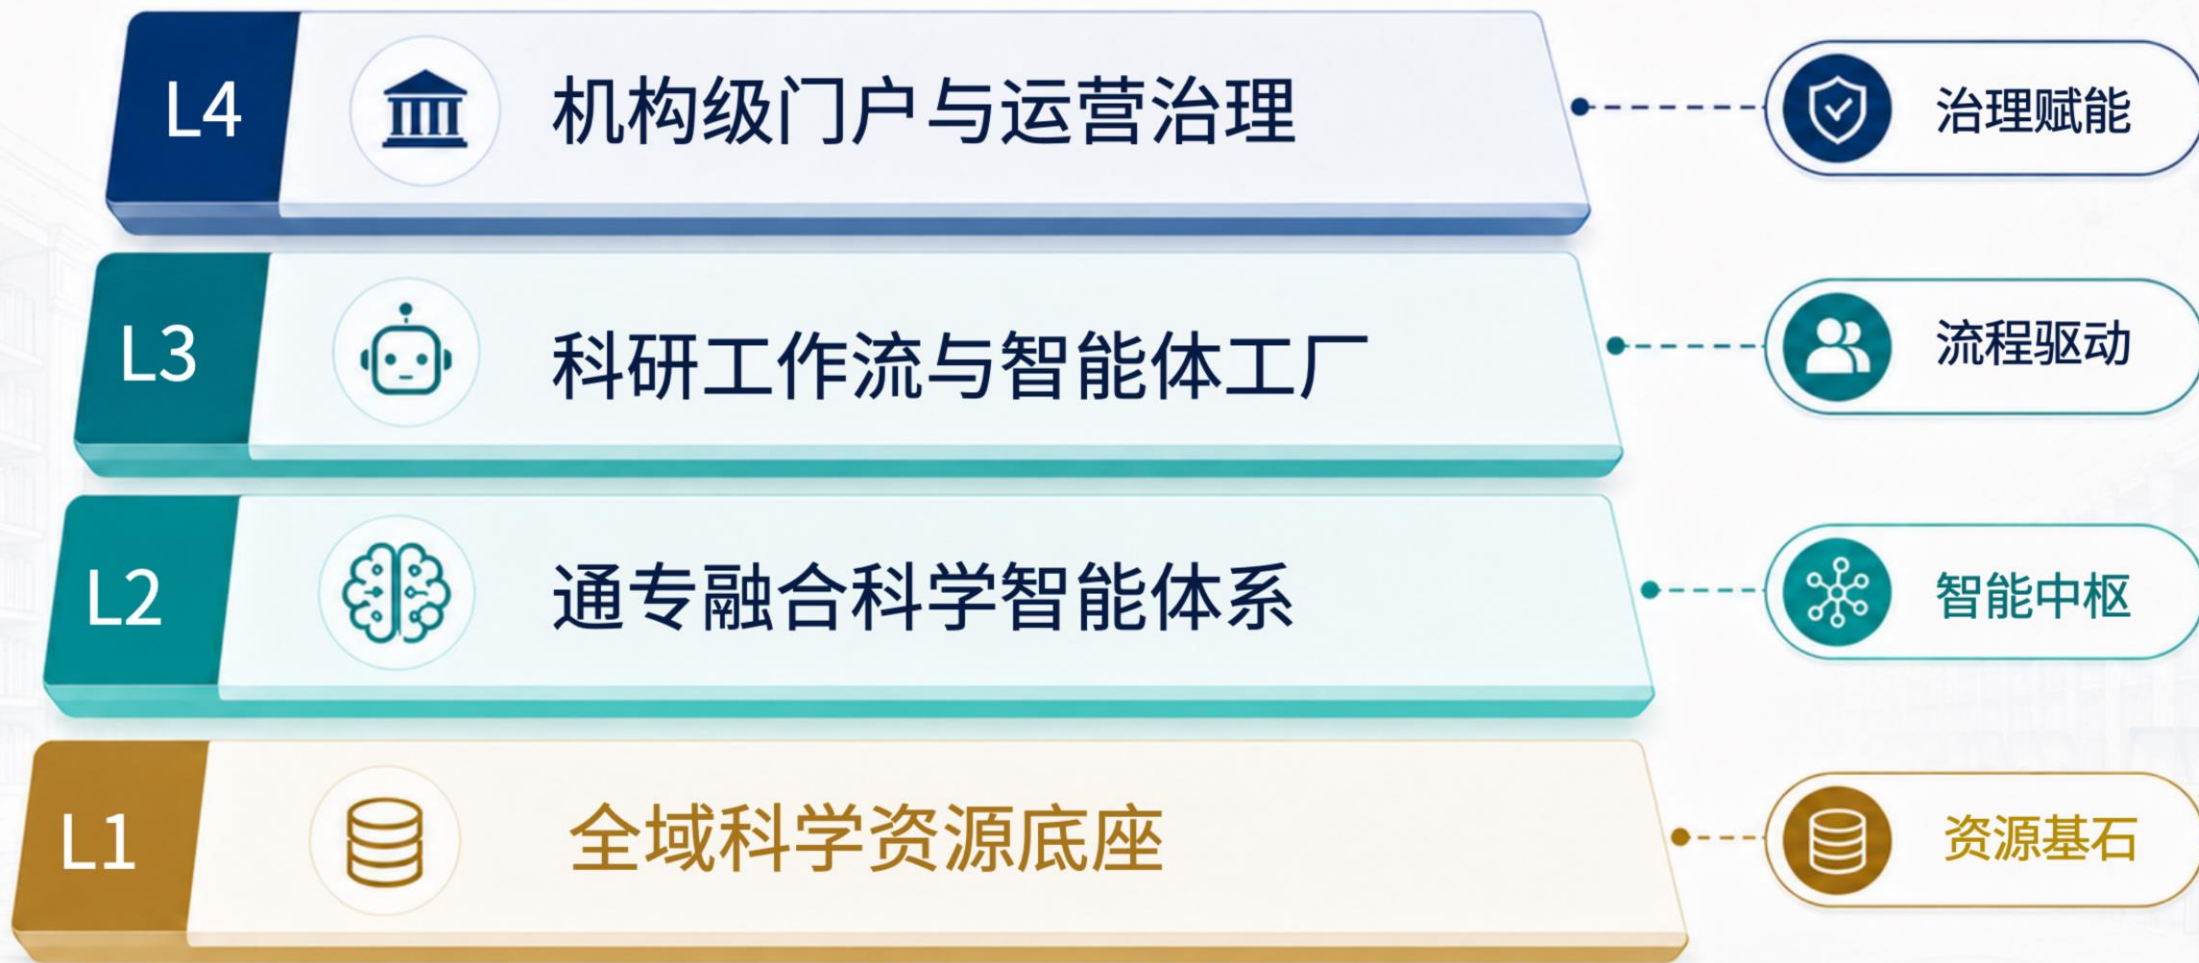 L4 机构级门户与运营治理 治理赋能
L3 科研工作流与智能体工厂 流程驱动
L2 通专融合科学智能体系 智能中枢
L1 全域科学资源底座 资源基石